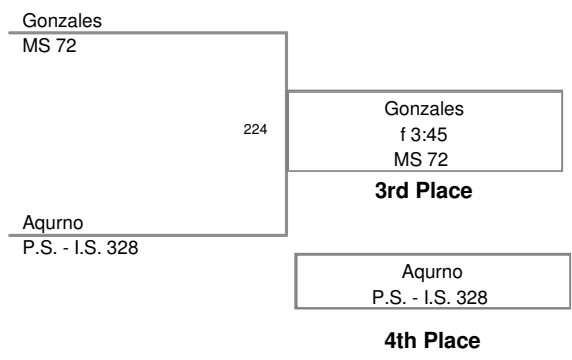 Gonzales
MS 72
224
Gonzales
f 3:45
MS 72
3rd Place
Aqurno
P.S. - I.S. 328
Aqurno
P.S. - I.S. 328
4th Place